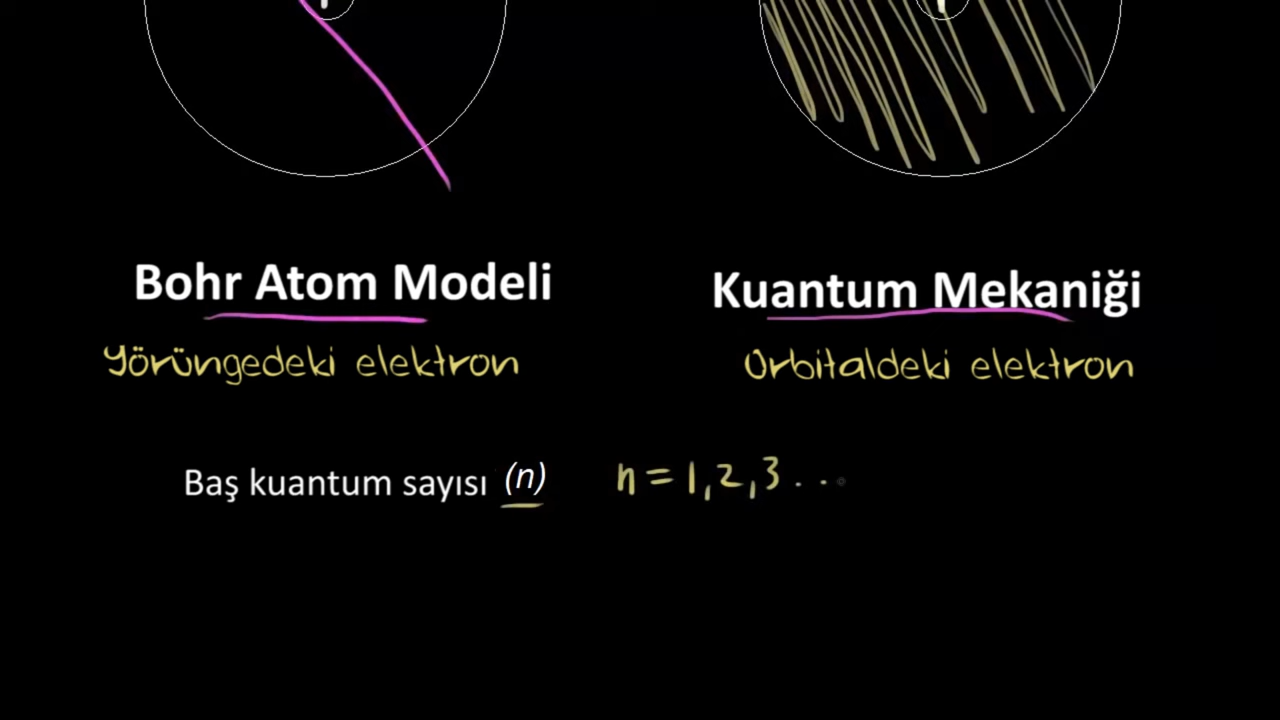 Bohr Atom Modeli
Yörüngedeki elektron
Kuantum Mekaniği
Orbitaldeki elektron
Baş kuantum sayısı (n) n = 1, 2, 3 . . .